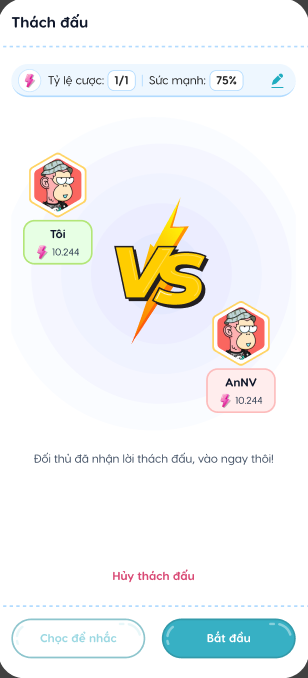 Thách đấu
Tỷ lệ cược: 1/1 Sức mạnh: 75%
Tôi
10.244
VS
AnNV
10.244
Đối thủ đã nhận lời thách đấu, vào ngay thôi!
Hủy thách đấu
Chọc để nhắc
Bắt đầu